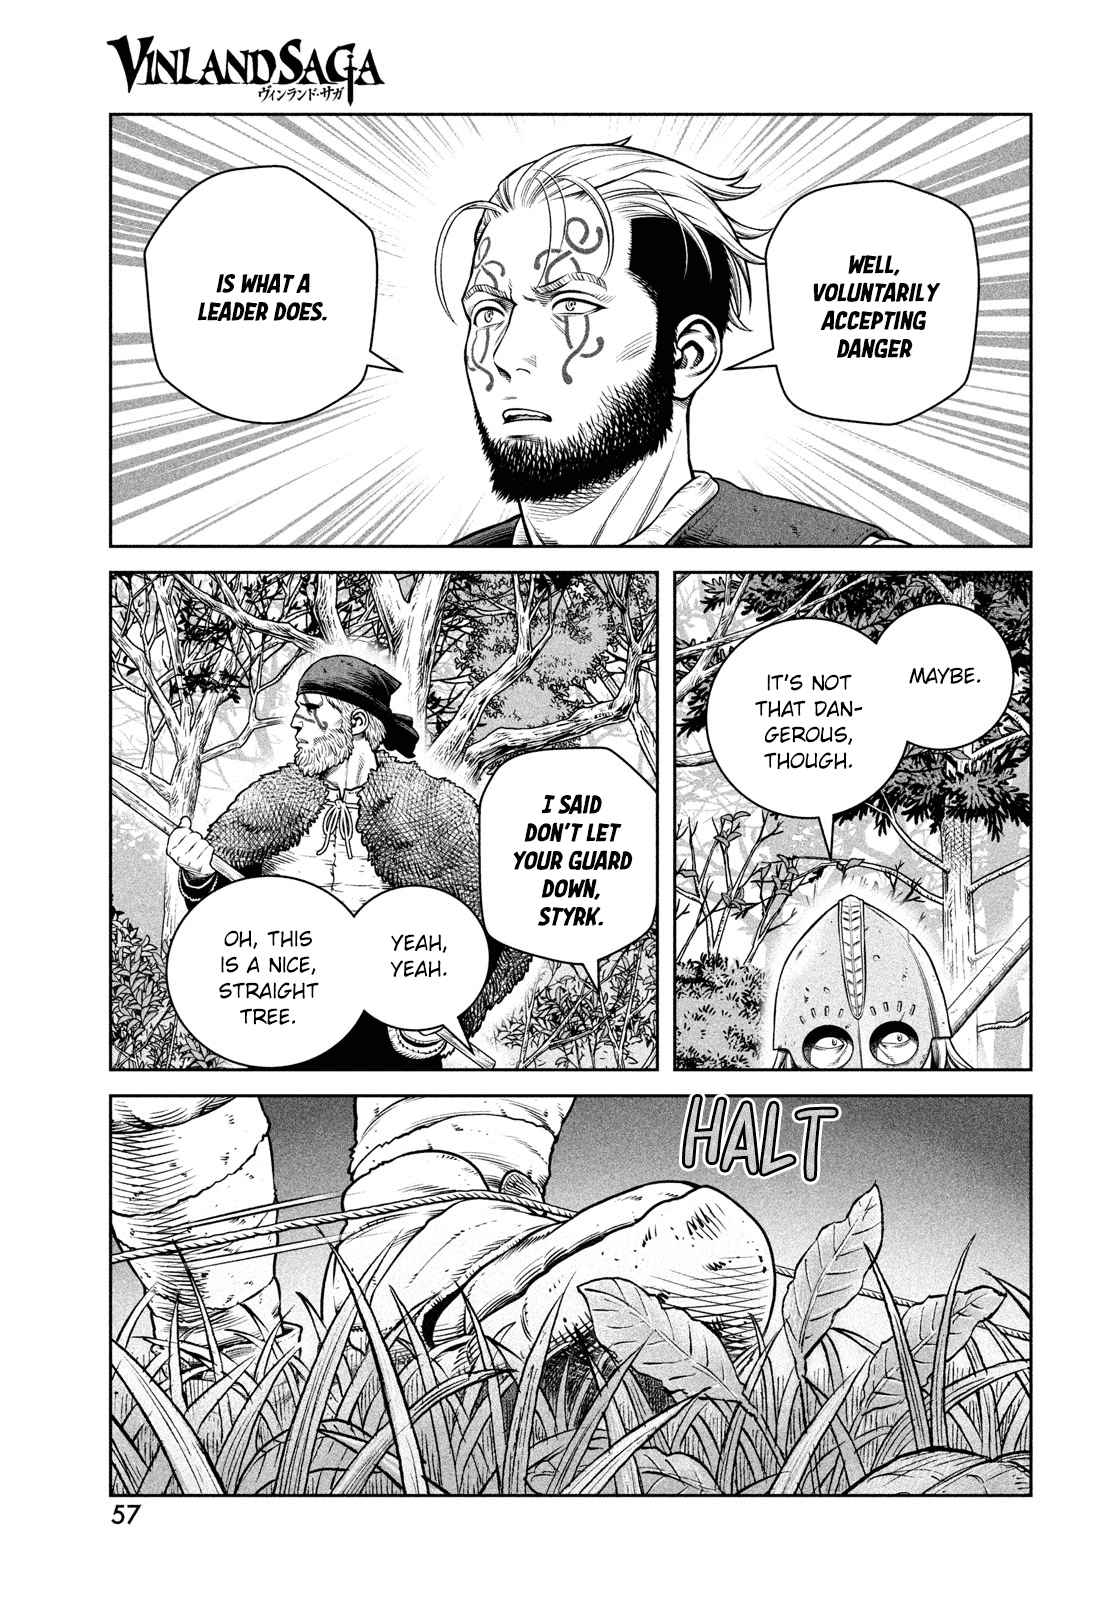 VINLAND SAGA
ヴィンランド・サガ
WELL,
VOLUNTARILY
ACCEPTING
DANGER
IS WHAT A
LEADER DOES.
MAYBE.
IT'S NOT
THAT DAN-
GEROUS,
THOUGH.
I SAID
DON'T LET
YOUR GUARD
DOWN,
STYRK.
YEAH,
YEAH.
OH, THIS
IS A NICE,
STRAIGHT
TREE.
HALT
57